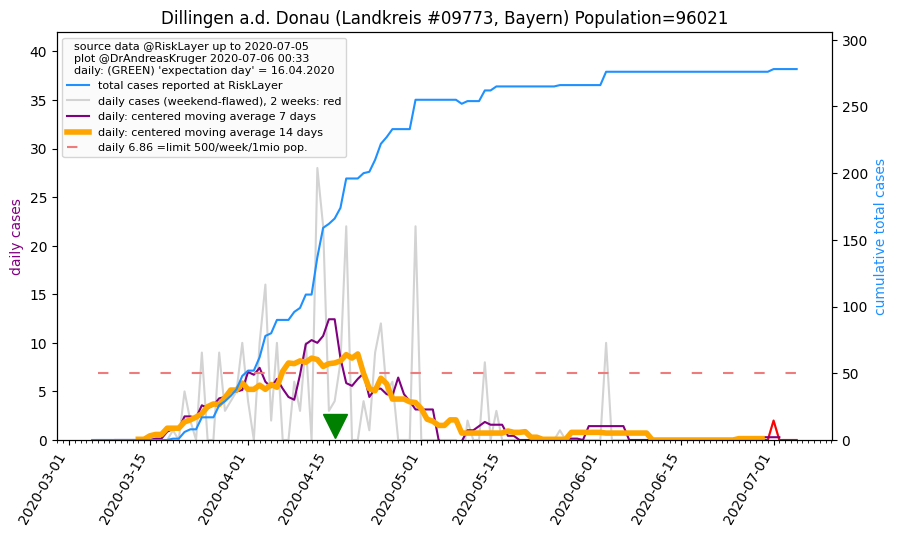 Dillingen a.d. Donau (Landkreis #09773, Bayern) Population=96021
source data @RiskLayer up to 2020-07-05
plot @DrAndreasKruger 2020-07-06 00:33
daily: (GREEN) 'expectation day' = 16.04.2020
total cases reported at RiskLayer
daily cases (weekend-flawed), 2 weeks: red
daily: centered moving average 7 days
daily: centered moving average 14 days
daily 6.86 =limit 500/week/1mio pop.
daily cases
40
35
30
25
20
15
10
5
0
cumulative total cases
300
250
200
150
100
50
0
2020-03-01
2020-03-15
2020-04-01
2020-04-15
2020-05-01
2020-05-15
2020-06-01
2020-06-15
2020-07-01